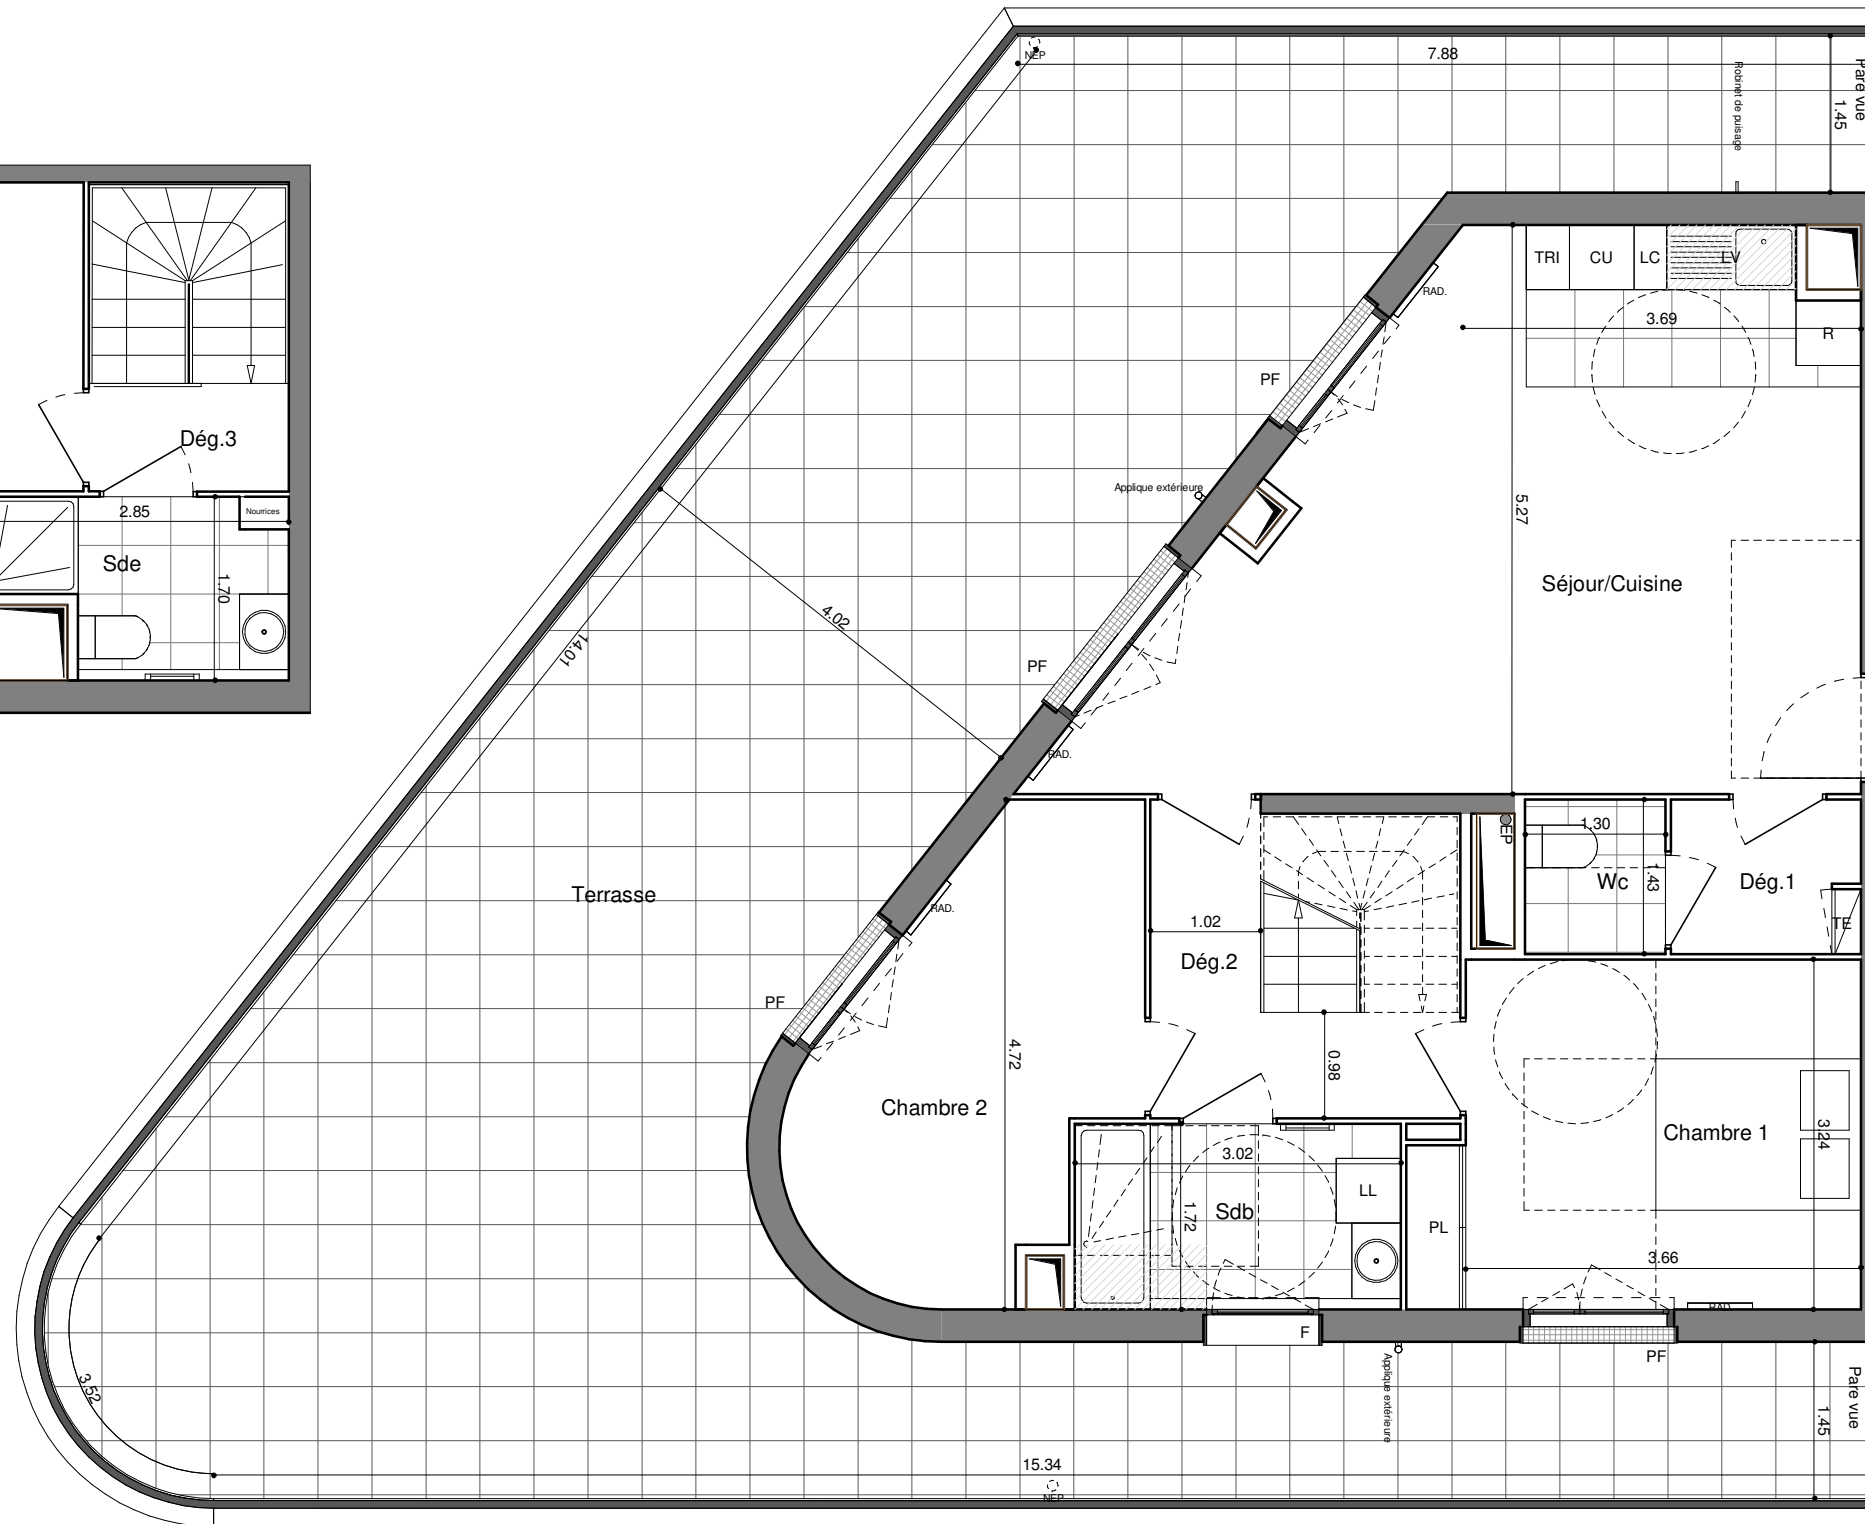 NEP
7.88
Robinet de puisage
Pare vue
1.45
TRI
CU
LC
LV
RAD.
3.69
R
PF
Dég.3
Applique extérieure
2.85
Nourrices
5.27
Sde
1.70
Séjour/Cuisine
4.02
14.01
PF
RAD.
EP
1.30
Wc
1.43
Dég.1
Terrasse
RAD.
1.02
TE
Dég.2
PF
4.72
0.98
Chambre 2
Chambre 1
3.24
3.02
LL
1.72
Sdb
PL
3.66
RAD.
F
PF
Applique extérieure
Pare vue
1.45
3.52
15.34
NEP